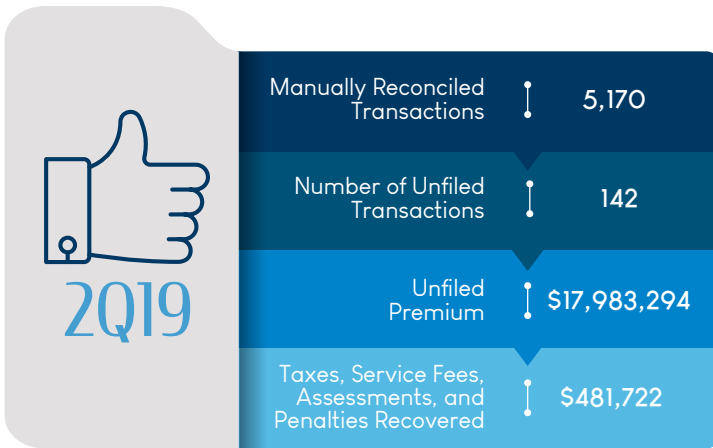 2Q19
Manually Reconciled
Transactions
5,170
Number of Unfiled
Transactions
142
Unfiled
Premium
$17,983,294
Taxes, Service Fees,
Assessments, and
Penalties Recovered
$481,722